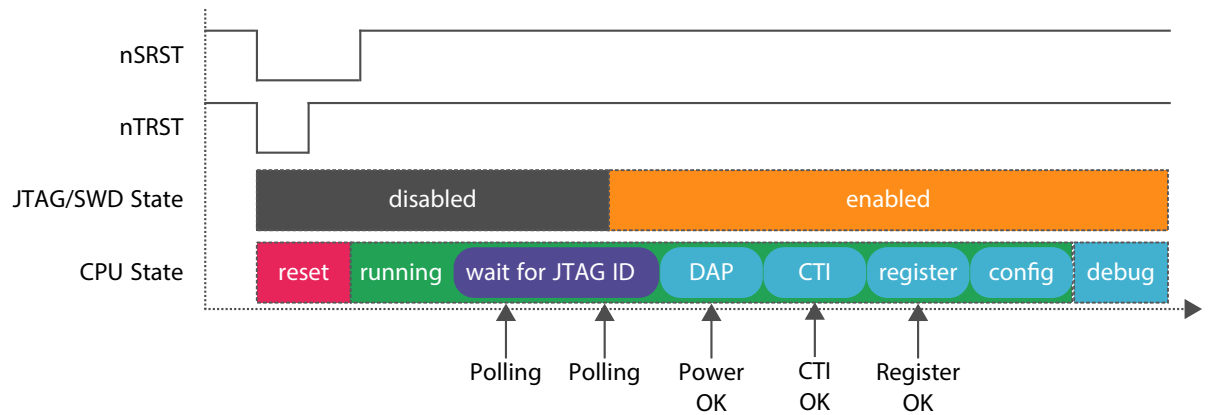 nSRST
nTRST
JTAG/SWD State
disabled
enabled
CPU State
reset
running
wait for JTAG ID
DAP
CTI
register
config
debug
Polling
Polling
Power
OK
CTI
OK
Register
OK